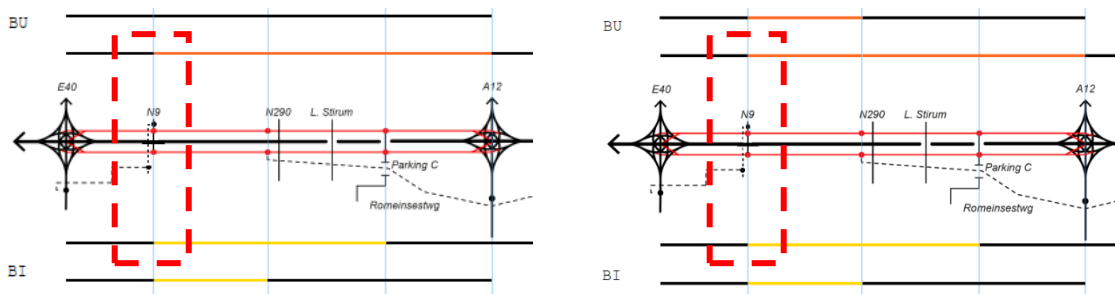 BU
E40
N9
N290
L. Stirum
A12
Parking C
Romeinsestwg
BI
BU
E40
N9
N290
L. Stirum
A12
Parking C
Romeinsestwg
BI